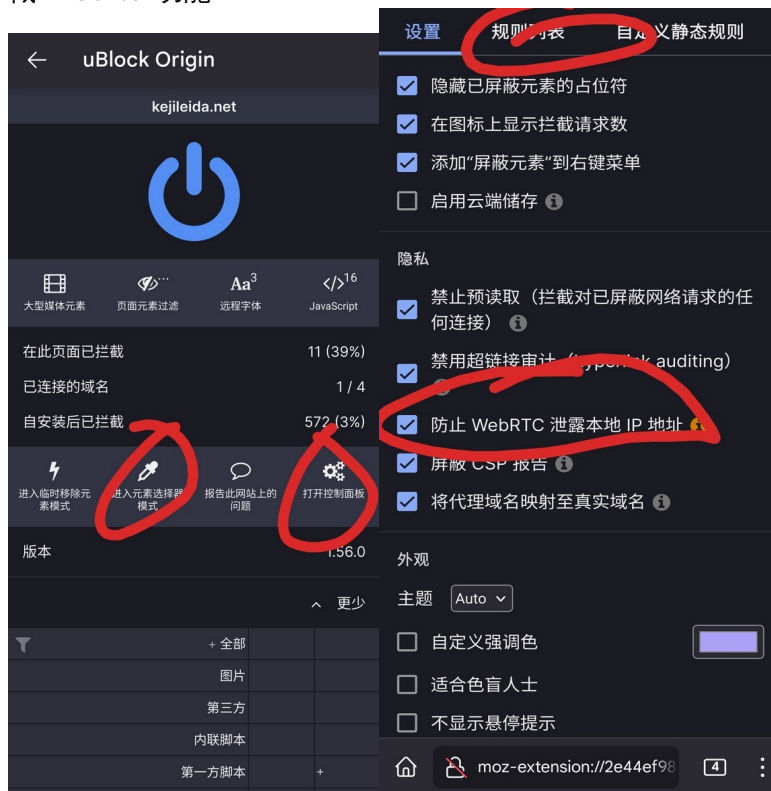 ← uBlock Origin
kejileida.net
大型媒体元素
页面元素过滤
Aa3
远程字体
</>16
JavaScript
在此页面已拦截 11 (39%)
已连接的域名 1 / 4
自安装后已拦截 572 (3%)
进入临时移除元素模式
进入元素选择器模式
报告此网站上的问题
打开控制面板
版本 1.56.0
更少
+ 全部
图片
第三方
内联脚本
第一方脚本 +
设置 规则列表 自定义静态规则
隐藏已屏蔽元素的占位符
在图标上显示拦截请求数
添加“屏蔽元素”到右键菜单
启用云端储存
隐私
禁止预读取（拦截对已屏蔽网络请求的任
何连接）
禁用超链接审计（hyperlink auditing）
防止 WebRTC 泄露本地 IP 地址
屏蔽 CSP 报告
将代理域名映射至真实域名
外观
主题 Auto
自定义强调色
适合色盲人士
不显示悬停提示
moz-extension://2e44ef98
4